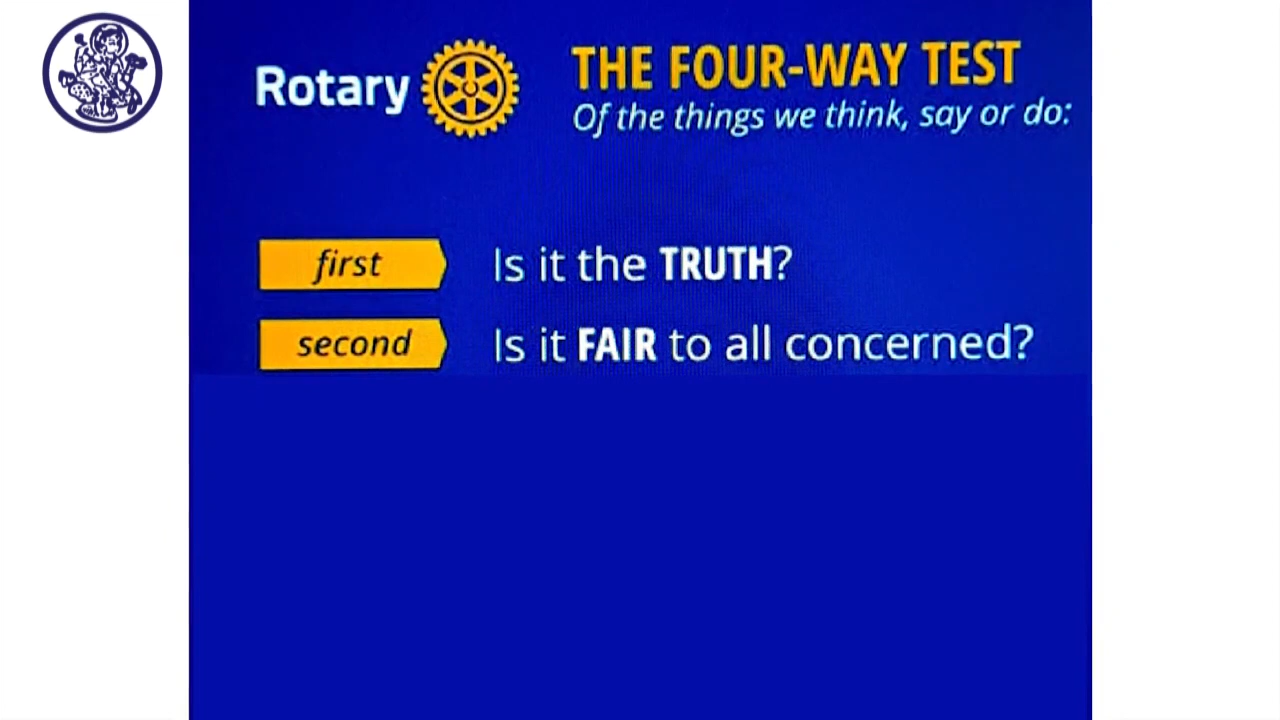 Rotary
THE FOUR-WAY TEST
Of the things we think, say or do:
first Is it the TRUTH?
second Is it FAIR to all concerned?